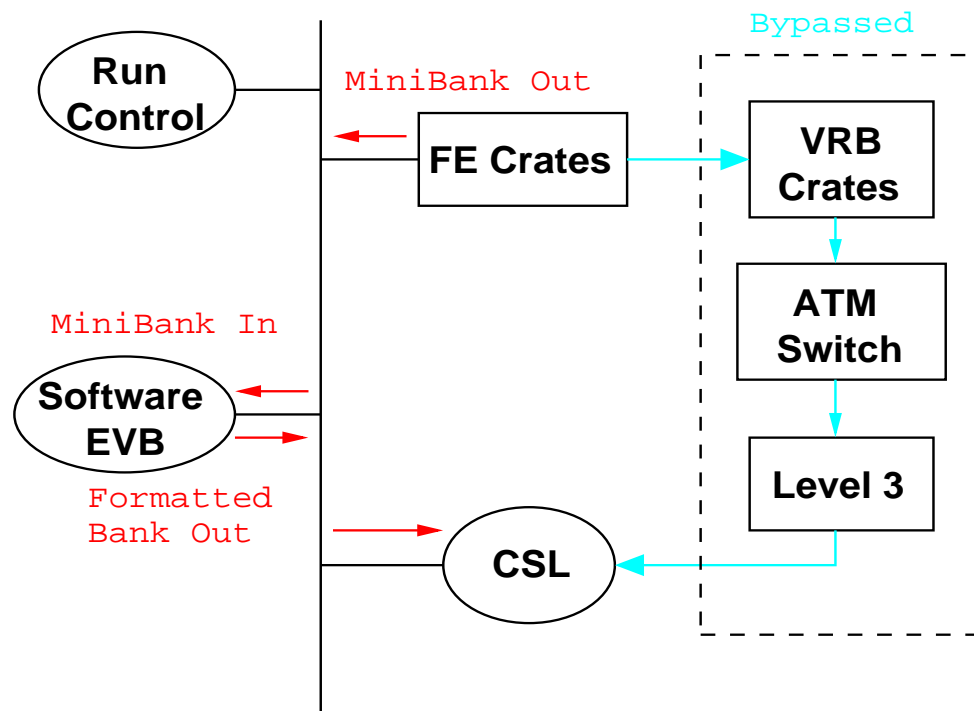 Bypassed
Run
Control
MiniBank Out
FE Crates
VRB
Crates
ATM
Switch
MiniBank In
Software
EVB
Level 3
Formatted
Bank Out
CSL